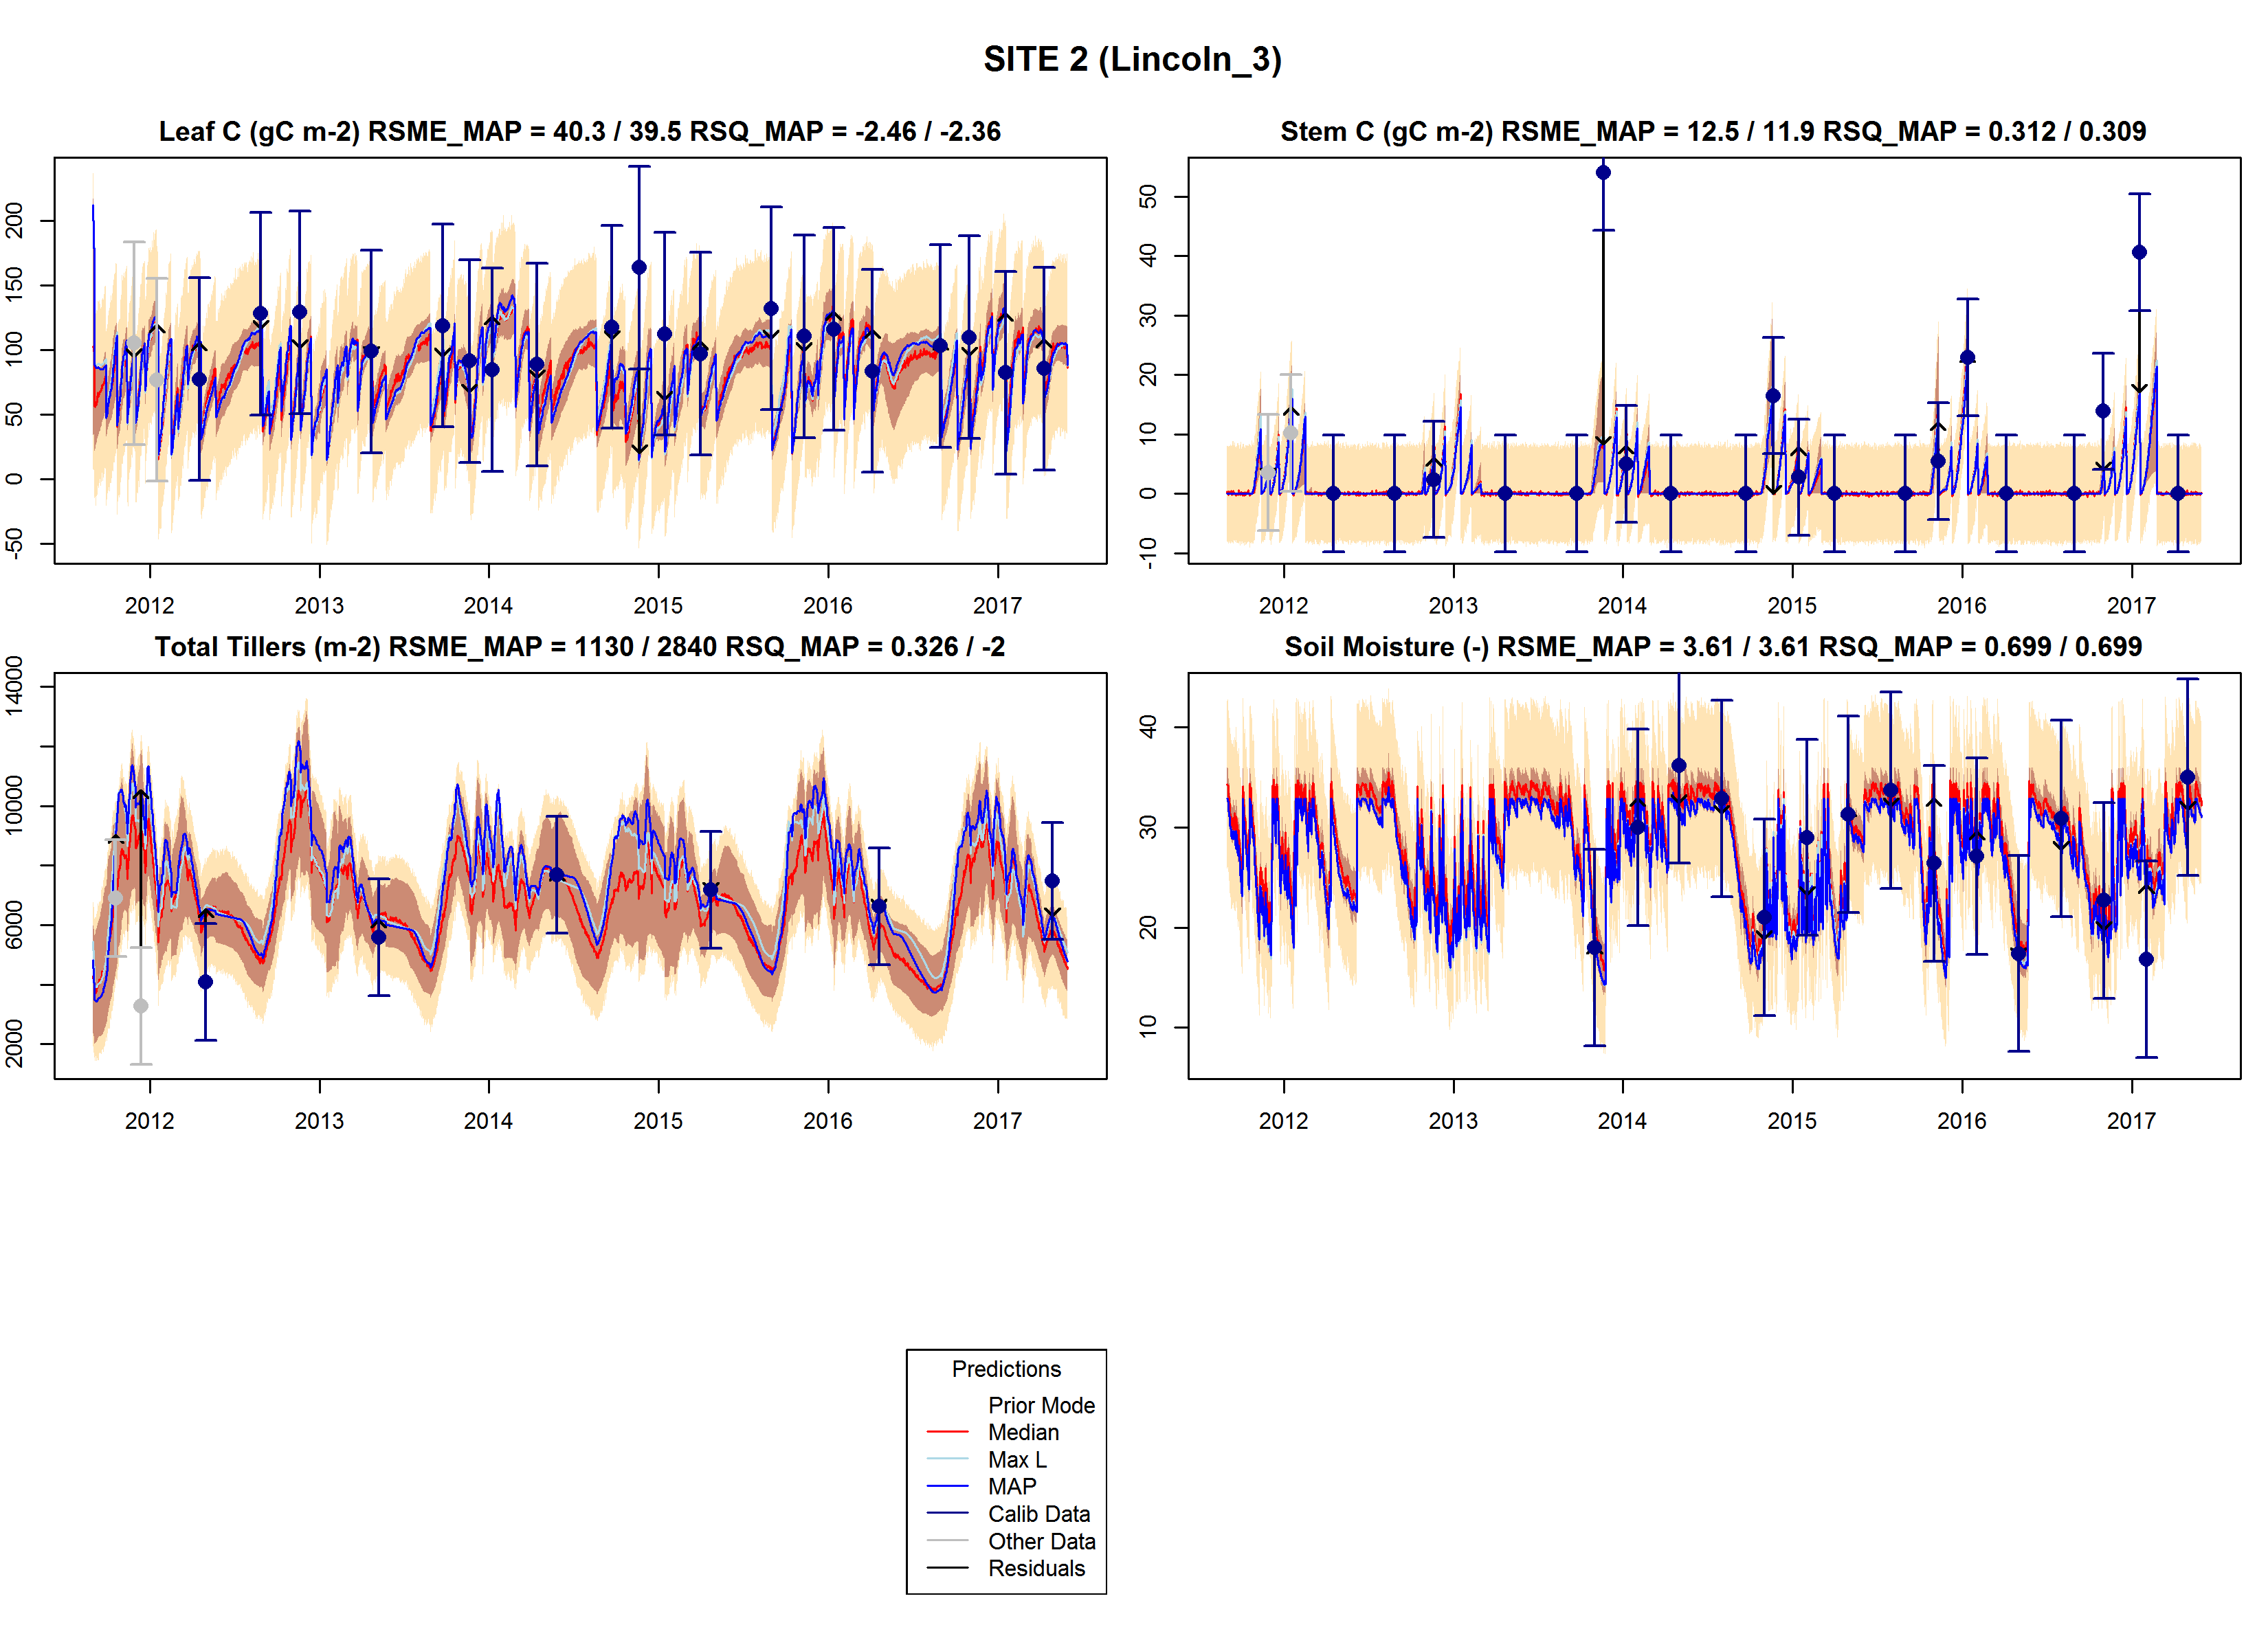 SITE 2 (Lincoln_3)
Leaf C (gC m-2) RSME_MAP = 40.3 / 39.5 RSQ_MAP = -2.46 / -2.36
200
150
100
50
0
-50
2012 2013 2014 2015 2016 2017
Stem C (gC m-2) RSME_MAP = 12.5 / 11.9 RSQ_MAP = 0.312 / 0.309
50
40
30
20
10
0
-10
2012 2013 2014 2015 2016 2017
Total Tillers (m-2) RSME_MAP = 1130 / 2840 RSQ_MAP = 0.326 / -2
14000
10000
6000
2000
2012 2013 2014 2015 2016 2017
Soil Moisture (-) RSME_MAP = 3.61 / 3.61 RSQ_MAP = 0.699 / 0.699
40
30
20
10
2012 2013 2014 2015 2016 2017
Predictions
Prior Mode
Median
Max L
MAP
Calib Data
Other Data
Residuals